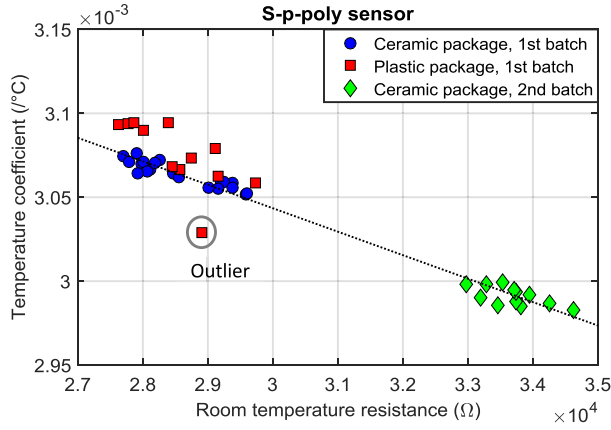 S-p-poly sensor
×10⁻³
3.15
3.1
3.05
3
2.95
Temperature coefficient (/°C)
Ceramic package, 1st batch
Plastic package, 1st batch
Ceramic package, 2nd batch
Outlier
2.7 2.8 2.9 3 3.1 3.2 3.3 3.4 3.5
Room temperature resistance (Ω)
×10⁴